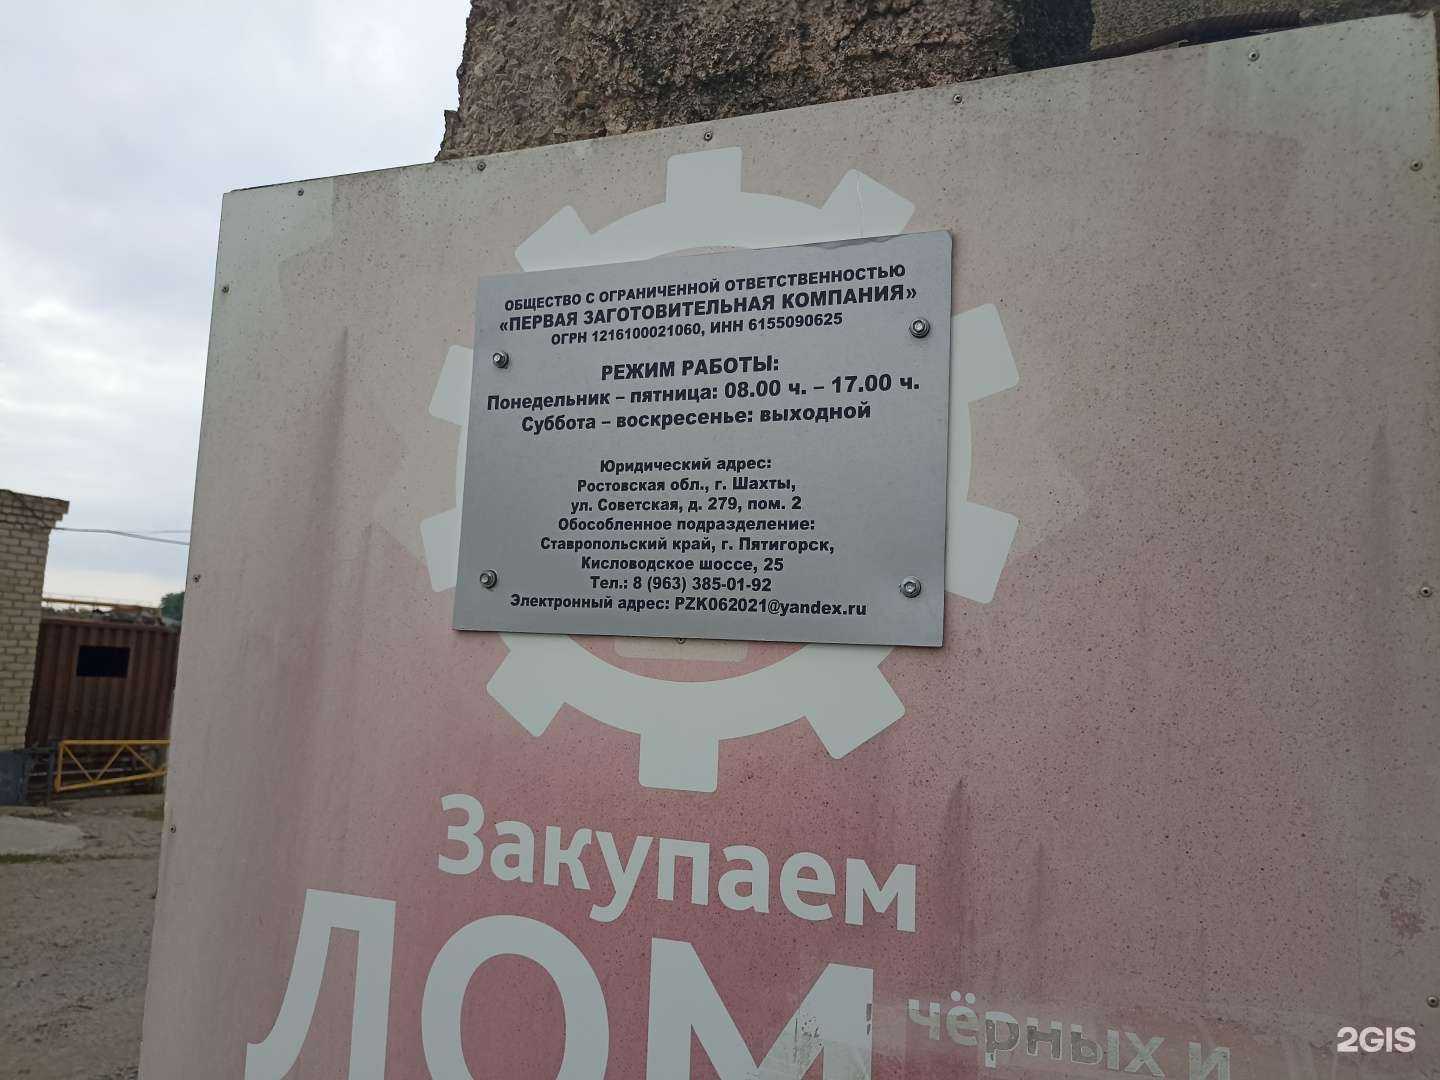 ОБЩЕСТВО С ОГРАНИЧЕННОЙ ОТВЕТСТВЕННОСТЬЮ
«ПЕРВАЯ ЗАГОТОВИТЕЛЬНАЯ КОМПАНИЯ»
ОГРН 1216100021060, ИНН 6155090625
РЕЖИМ РАБОТЫ:
Понедельник – пятница: 08.00 ч. – 17.00 ч.
Суббота – воскресенье: выходной
Юридический адрес:
Ростовская обл., г. Шахты,
ул. Советская, д. 279, пом. 2
Обособленное подразделение:
Ставропольский край, г. Пятигорск,
Кисловодское шоссе, 25
Тел.: 8 (963) 385-01-92
Электронный адрес: PZK062021@yandex.ru
Закупаем
ЛОМ
чёрных и
2GIS